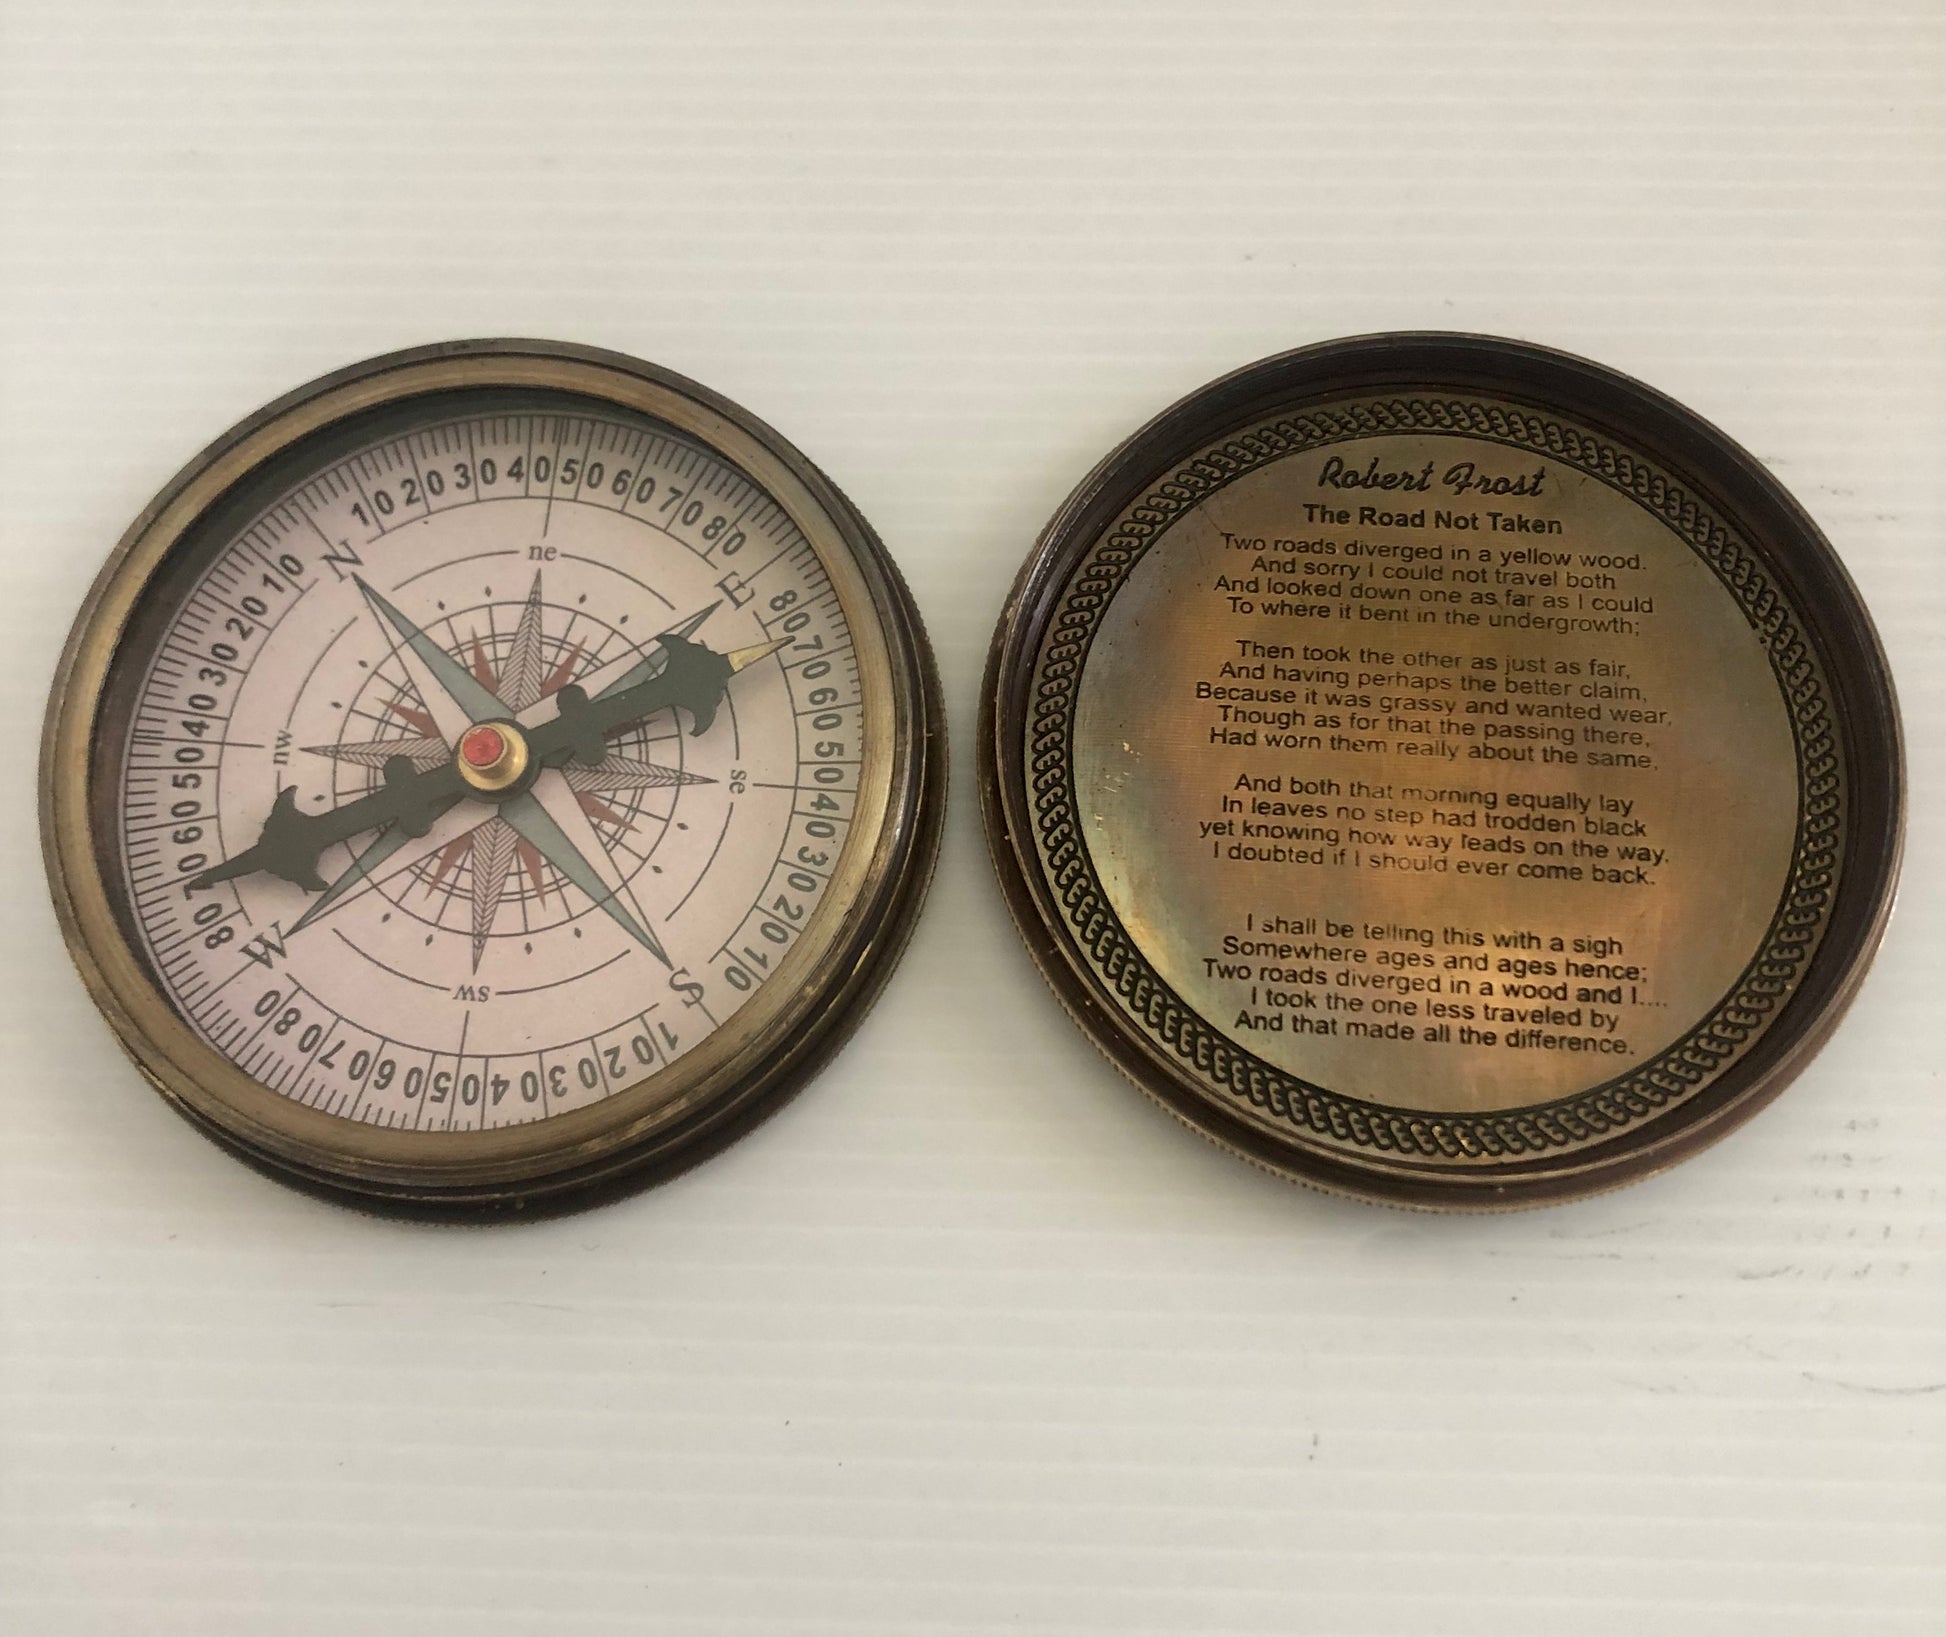 N
10
20
30
40
50
60
70
80
E
80
70
60
50
40
30
20
10
S
10
20
30
40
50
60
70
80
W
80
70
60
50
40
30
20
10
ne
se
sw
nw
Robert Frost
The Road Not Taken
Two roads diverged in a yellow wood.
And sorry I could not travel both
And looked down one as far as I could
To where it bent in the undergrowth;
Then took the other as just as fair,
And having perhaps the better claim,
Because it was grassy and wanted wear,
Though as for that the passing there,
Had worn them really about the same,
And both that morning equally lay
In leaves no step had trodden black
yet knowing how way leads on the way.
I doubted if I should ever come back.
I shall be telling this with a sigh
Somewhere ages and ages hence;
Two roads diverged in a wood and I....
I took the one less traveled by
And that made all the difference.